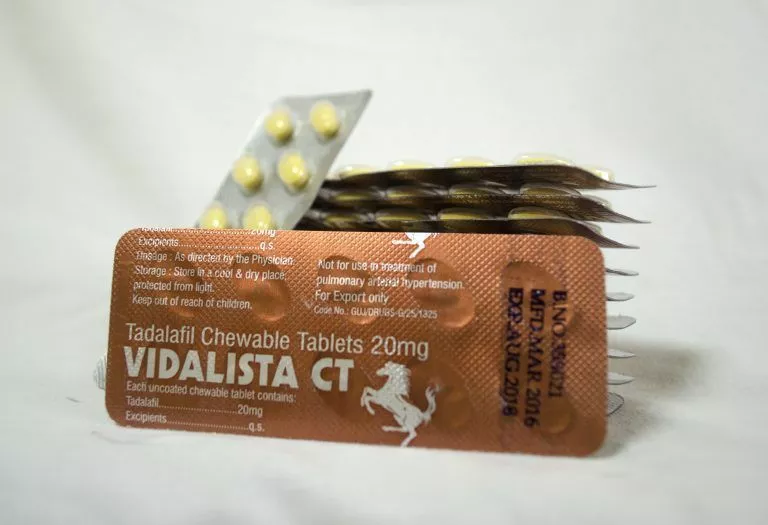 Tadalafil 20mg
Excipients q.s.
: As directed by the Physician.
Storage : Store in a cool & dry place,
protected from light.
Keep out of reach of children.
Not for use in treatment of
pulmonary arterial hypertension.
For Export only
Code No.: GUJ/DRUGS-G/25/1325
Tadalafil Chewable Tablets 20mg
VIDALISTA CT
Each uncoated chewable tablet contains:
Tadalafil 20mg
Excipients q.s.
B.NO.
MFD.MAR.2016
EXP.AUG.2018